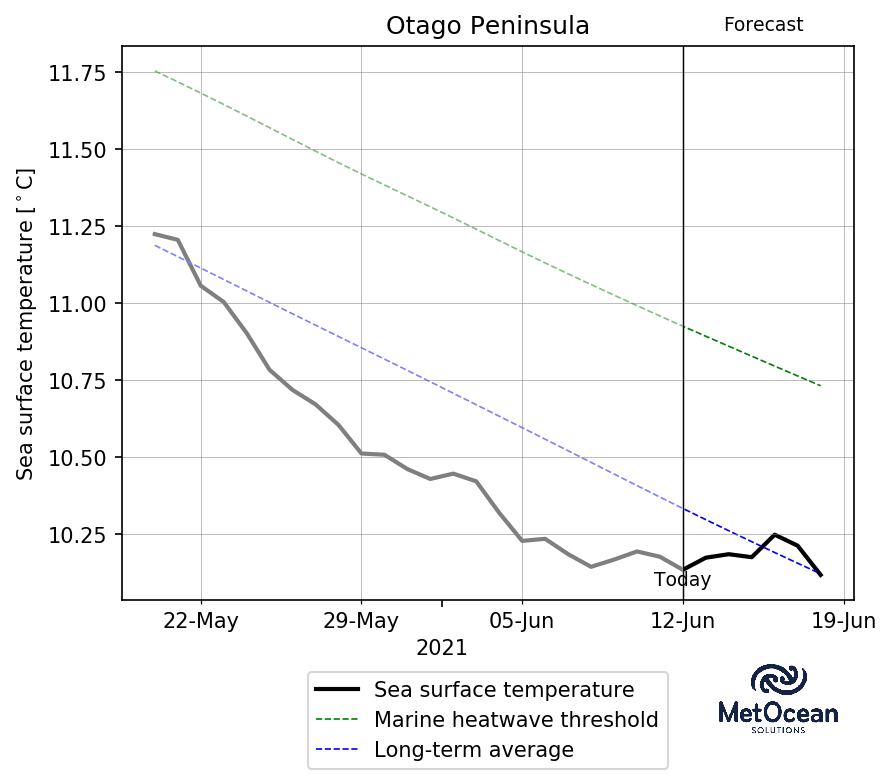 Otago Peninsula
Forecast
Sea surface temperature [°C]
11.75
11.50
11.25
11.00
10.75
10.50
10.25
Today
22-May 29-May 05-Jun 12-Jun 19-Jun
2021
Sea surface temperature
Marine heatwave threshold
Long-term average
MetOcean
SOLUTIONS